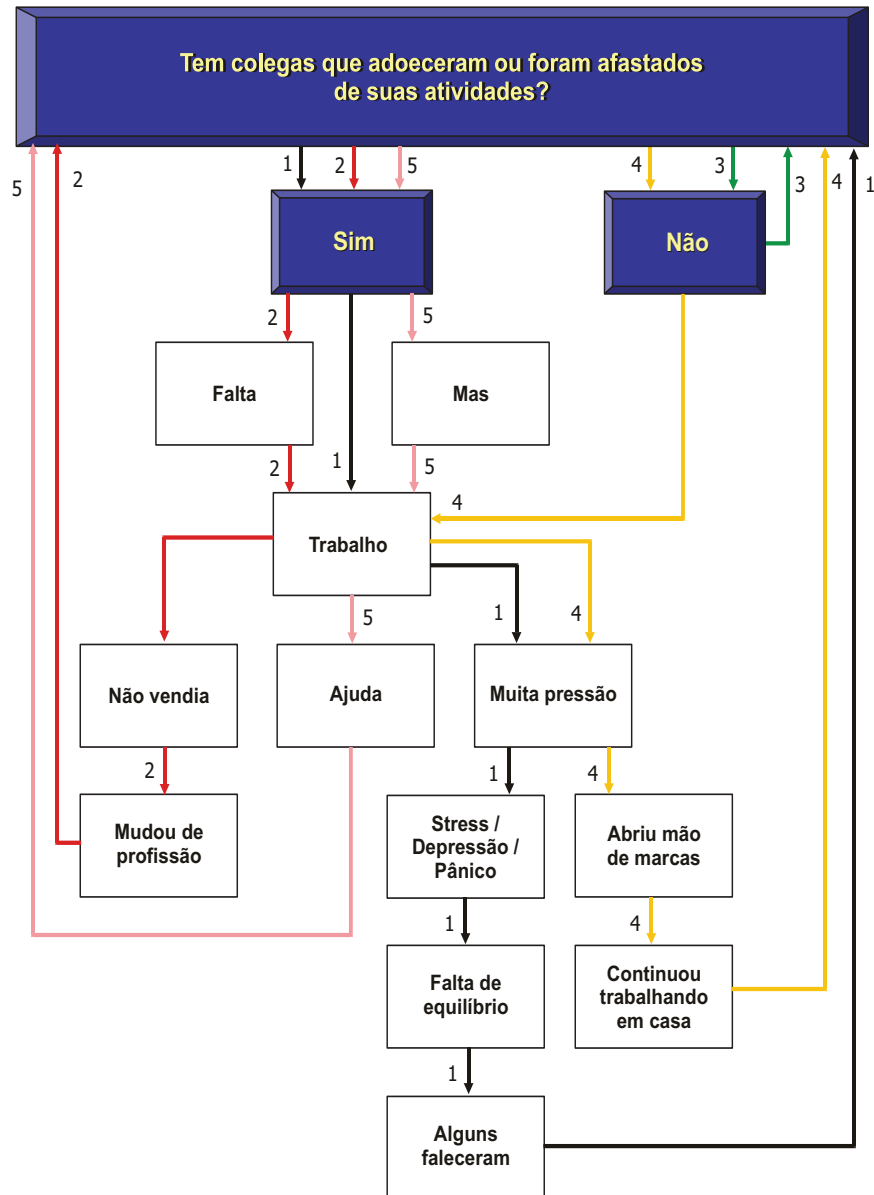 Tem colegas que adoeceram ou foram afastados
de suas atividades?
5
2
1
2
5
4
3
3
4
1
Sim
Não
2
5
Falta
Mas
2
1
5
4
Trabalho
5
1
4
Não vendia
Ajuda
Muita pressão
2
1
4
Mudou de
profissão
Stress /
Depressão /
Pânico
Abriu mão
de marcas
1
4
Falta de
equilíbrio
Continuou
trabalhando
em casa
1
Alguns
faleceram